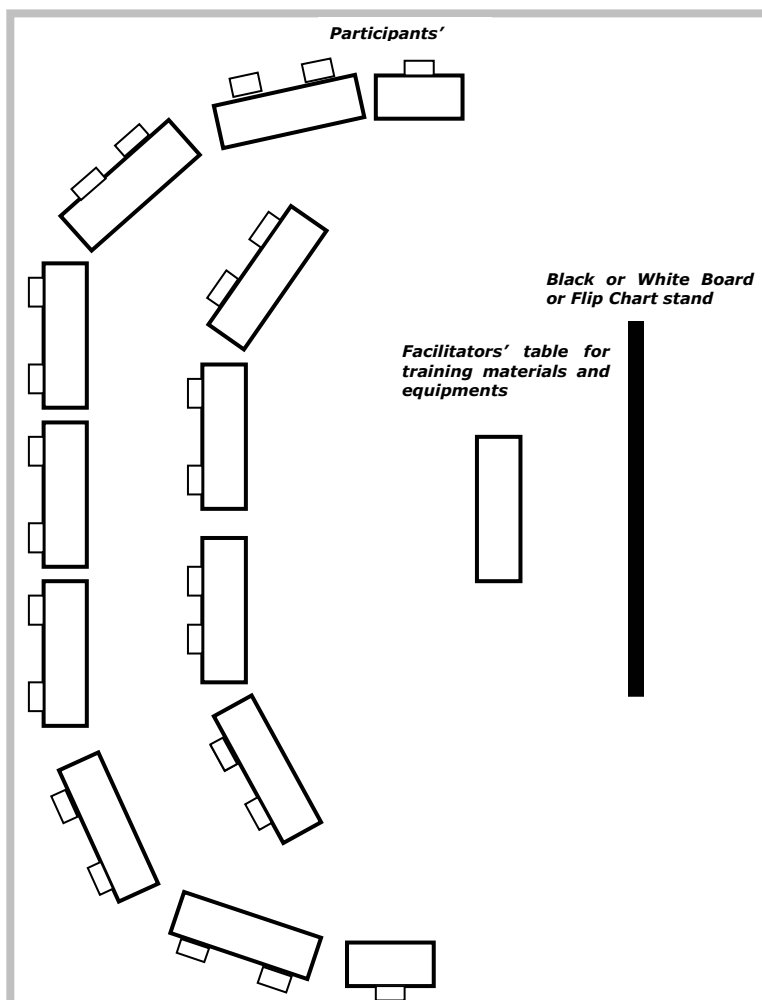 Participants’
Black or White Board
or Flip Chart stand
Facilitators’ table for
training materials and
equipments